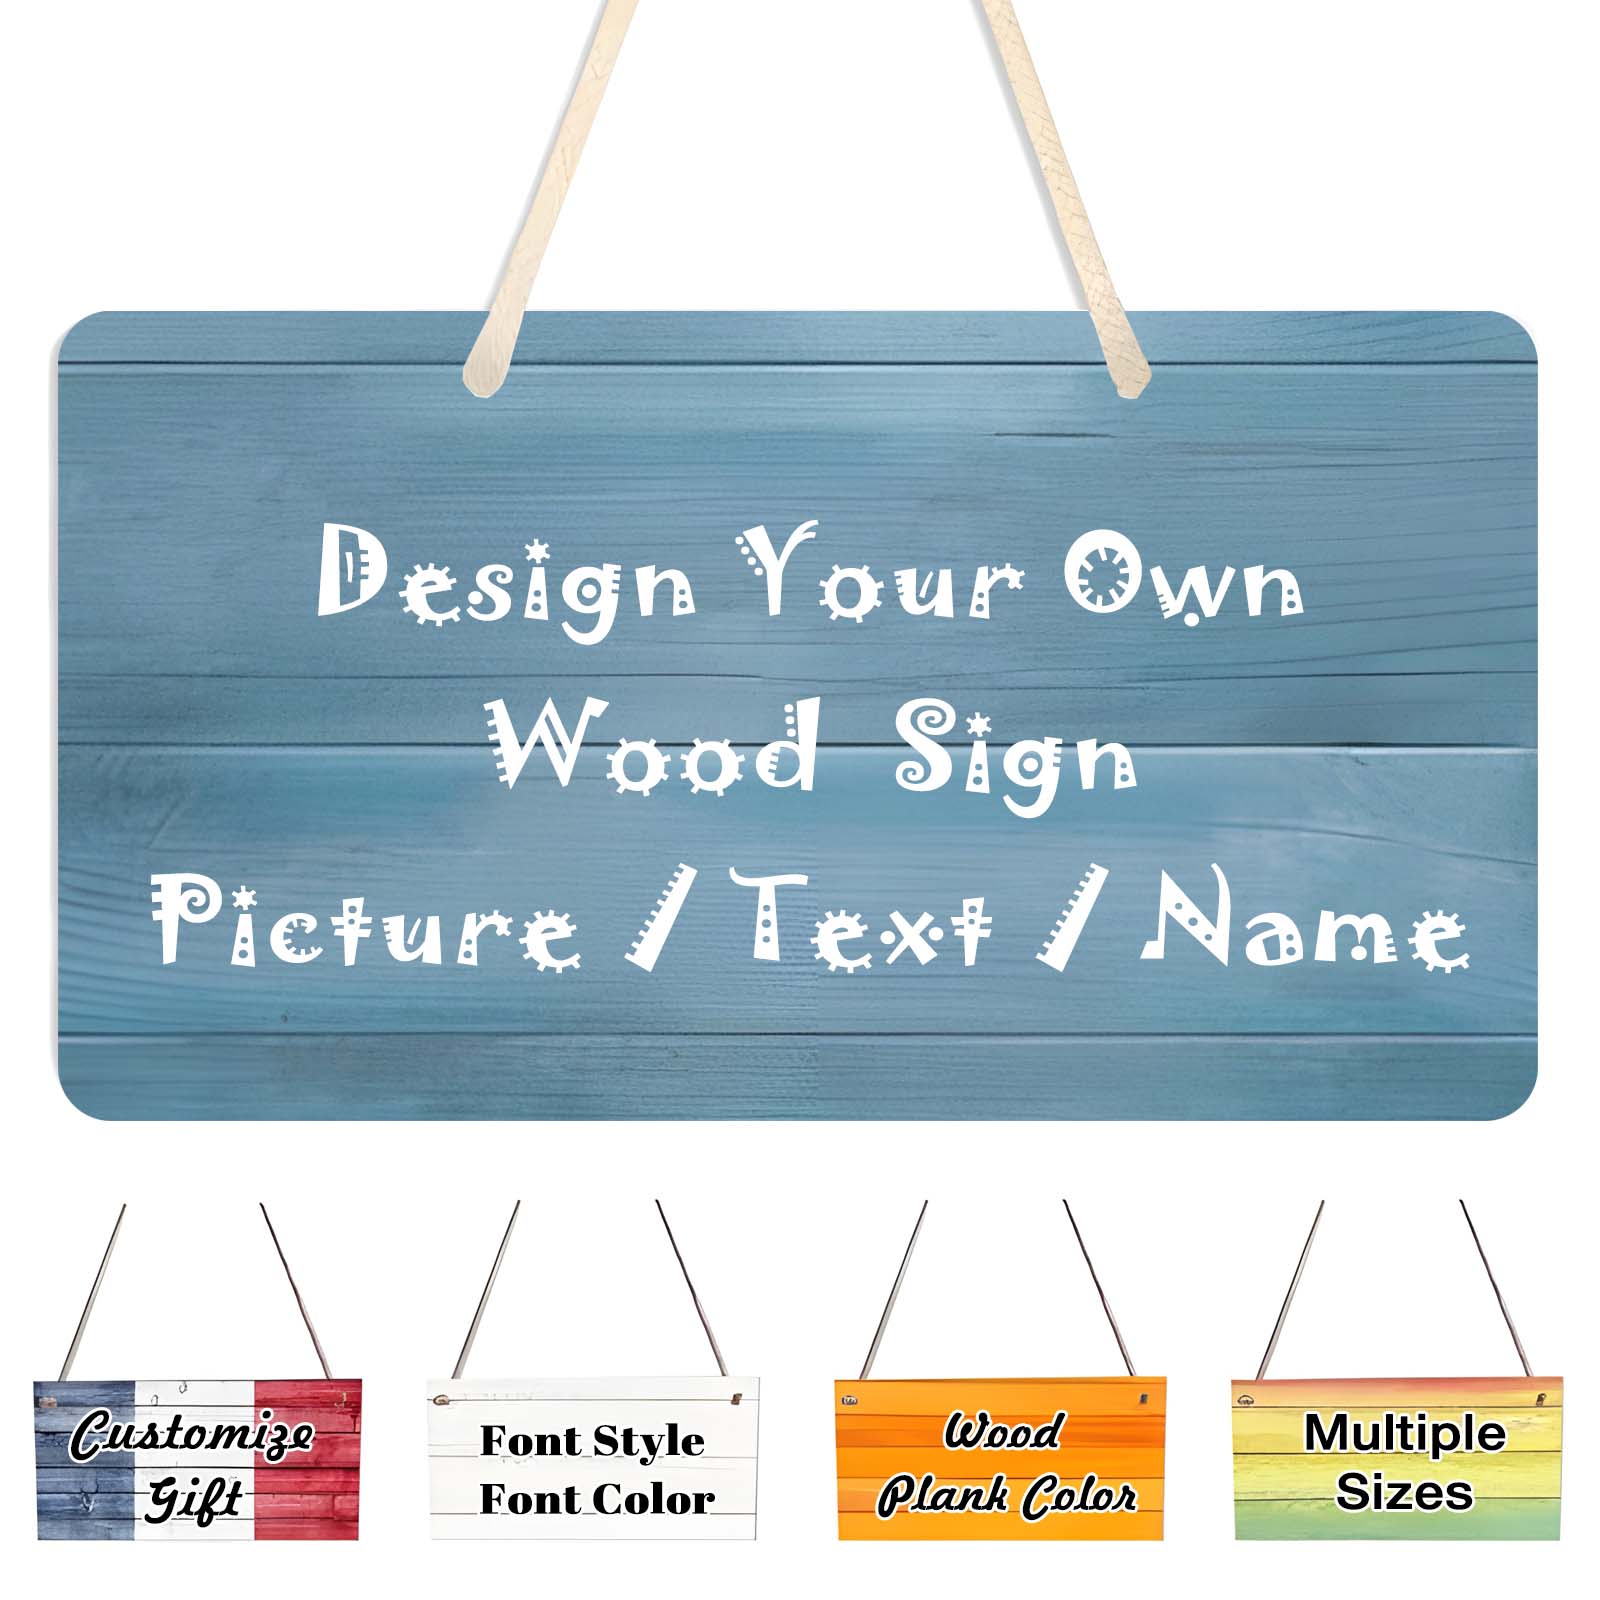 Design Your Own
Wood Sign
Picture / Text / Name
Customize
Gift
Font Style
Font Color
Wood
Plank Color
Multiple
Sizes